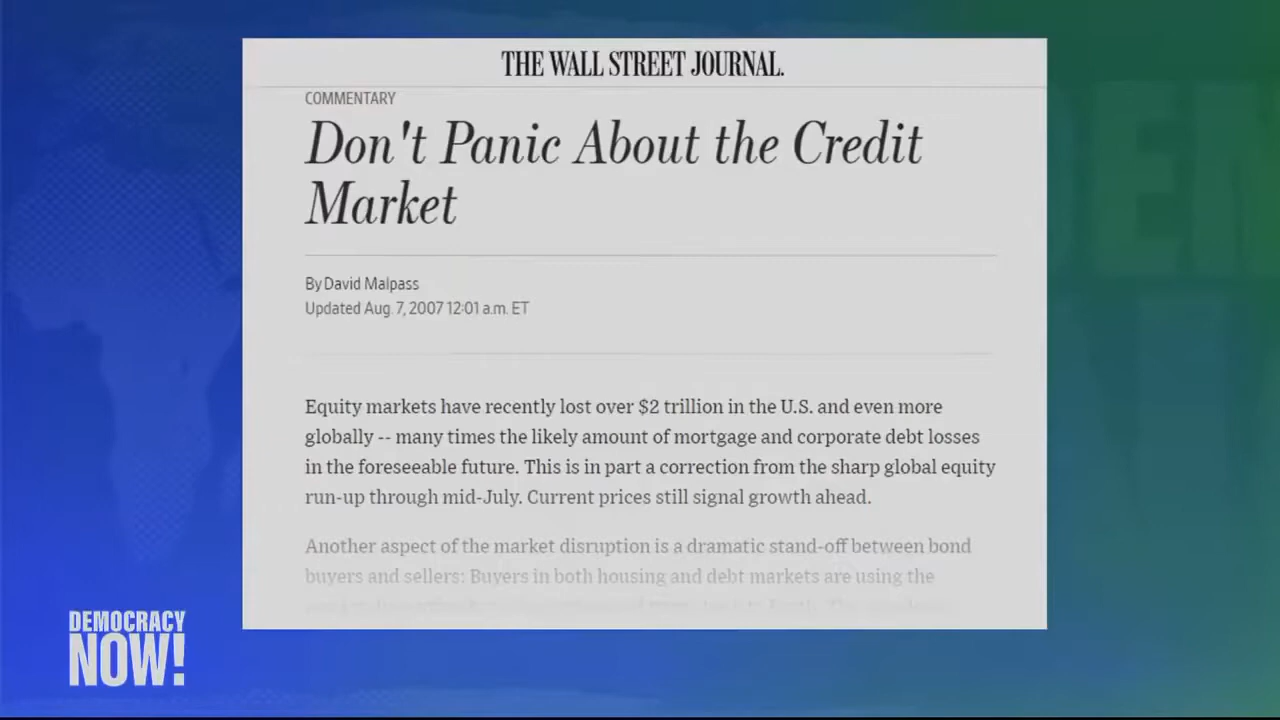 THE WALL STREET JOURNAL.
COMMENTARY
Don't Panic About the Credit
Market
By David Malpass
Updated Aug. 7, 2007 12:01 a.m. ET
Equity markets have recently lost over $2 trillion in the U.S. and even more
globally -- many times the likely amount of mortgage and corporate debt losses
in the foreseeable future. This is in part a correction from the sharp global equity
run-up through mid-July. Current prices still signal growth ahead.
Another aspect of the market disruption is a dramatic stand-off between bond
buyers and sellers: Buyers in both housing and debt markets are using the
DEMOCRACY
NOW!